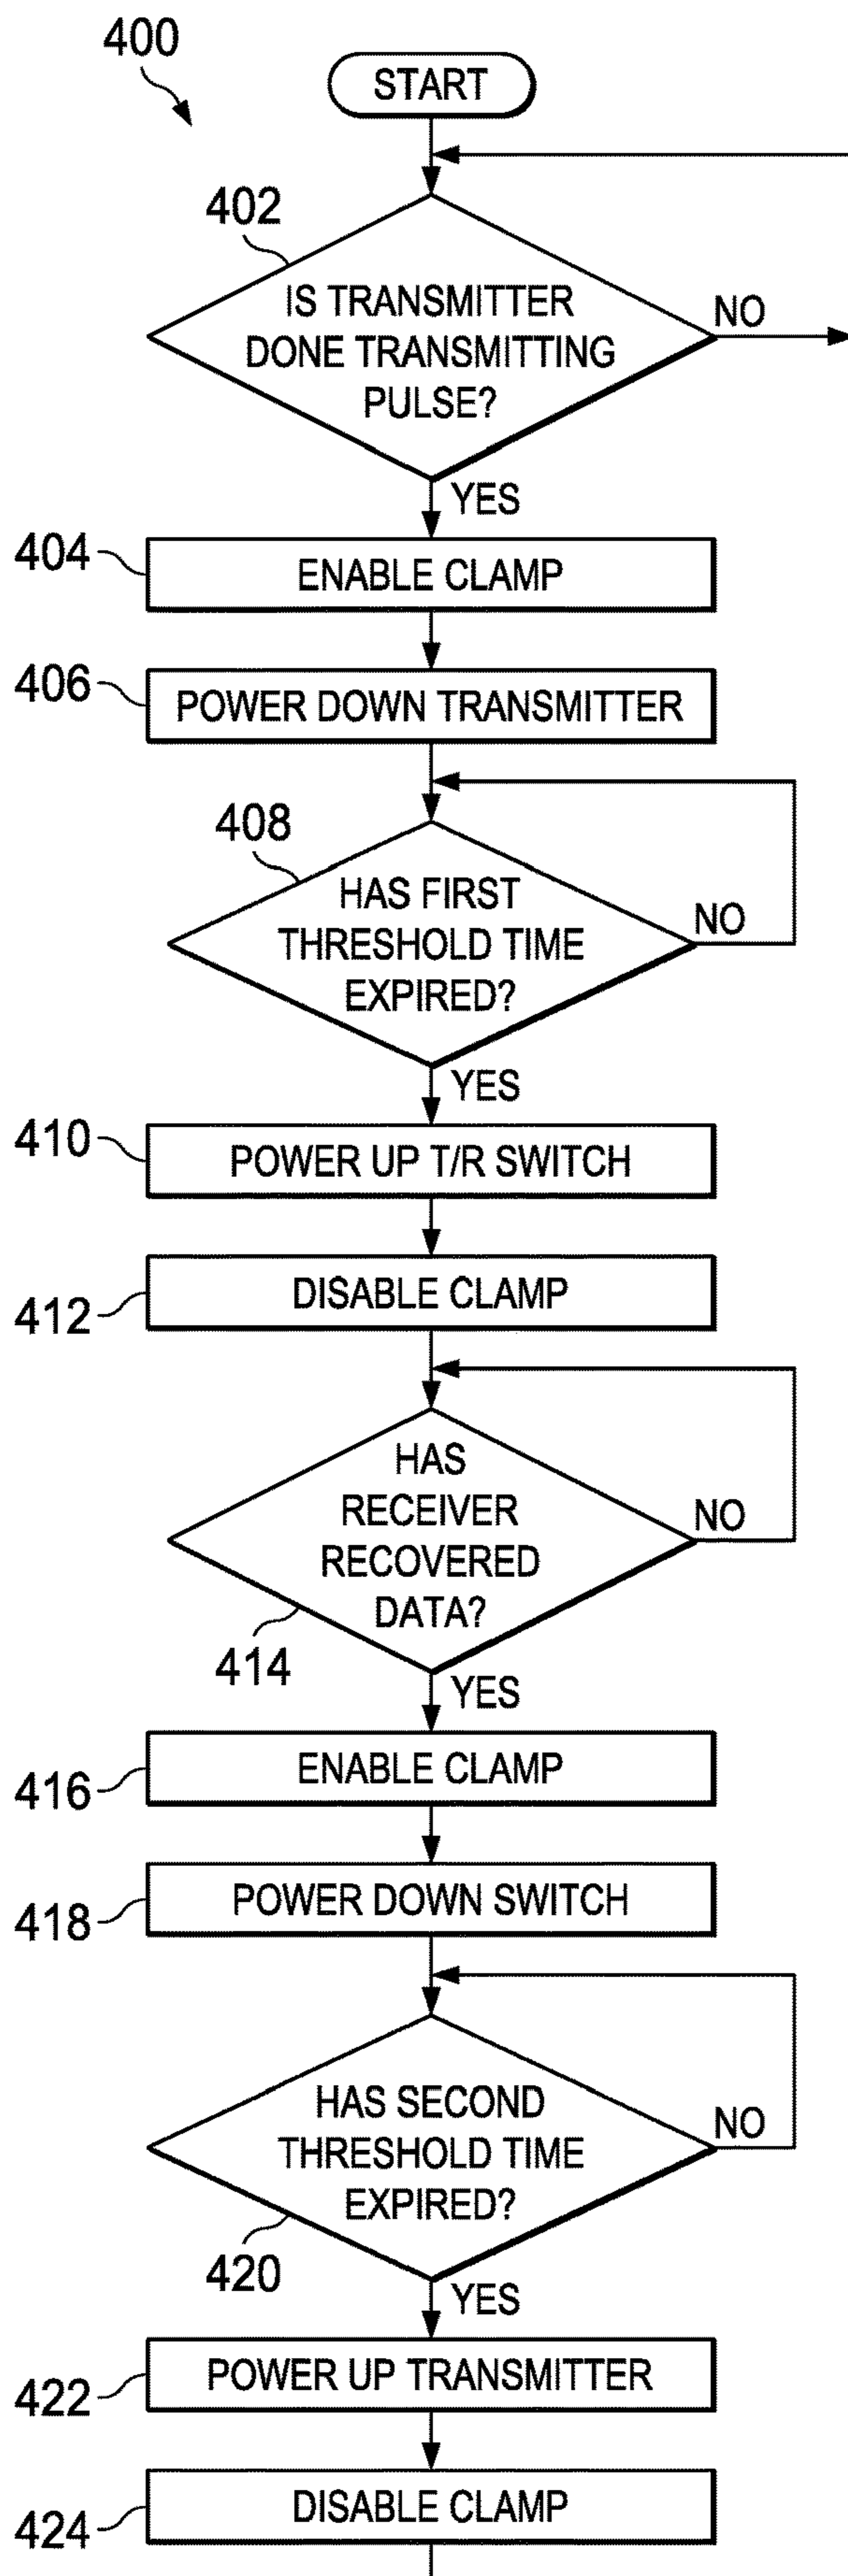 400
START
402
IS TRANSMITTER
DONE TRANSMITTING
PULSE?
NO
YES
404
ENABLE CLAMP
406
POWER DOWN TRANSMITTER
408
HAS FIRST
THRESHOLD TIME
EXPIRED?
NO
YES
410
POWER UP T/R SWITCH
412
DISABLE CLAMP
HAS
RECEIVER
RECOVERED
DATA?
NO
414
YES
416
ENABLE CLAMP
418
POWER DOWN SWITCH
HAS SECOND
THRESHOLD TIME
EXPIRED?
NO
420
YES
422
POWER UP TRANSMITTER
424
DISABLE CLAMP